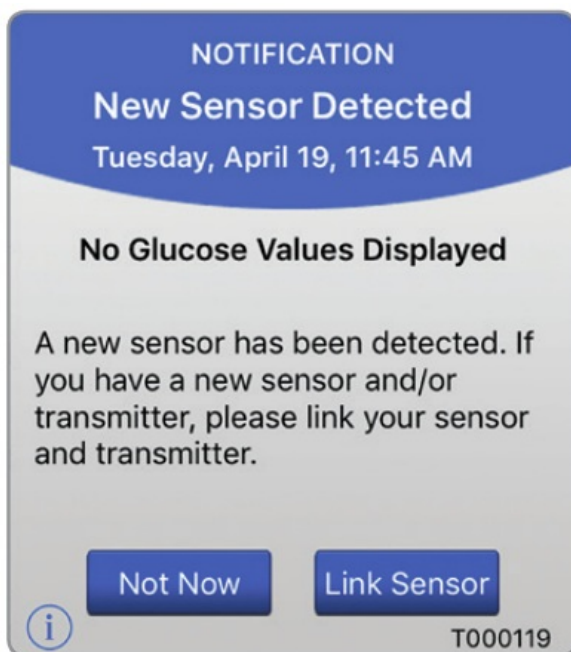 NOTIFICATION
New Sensor Detected
Tuesday, April 19, 11:45 AM
No Glucose Values Displayed
A new sensor has been detected. If
you have a new sensor and/or
transmitter, please link your sensor
and transmitter.
Not Now
Link Sensor
i
T000119